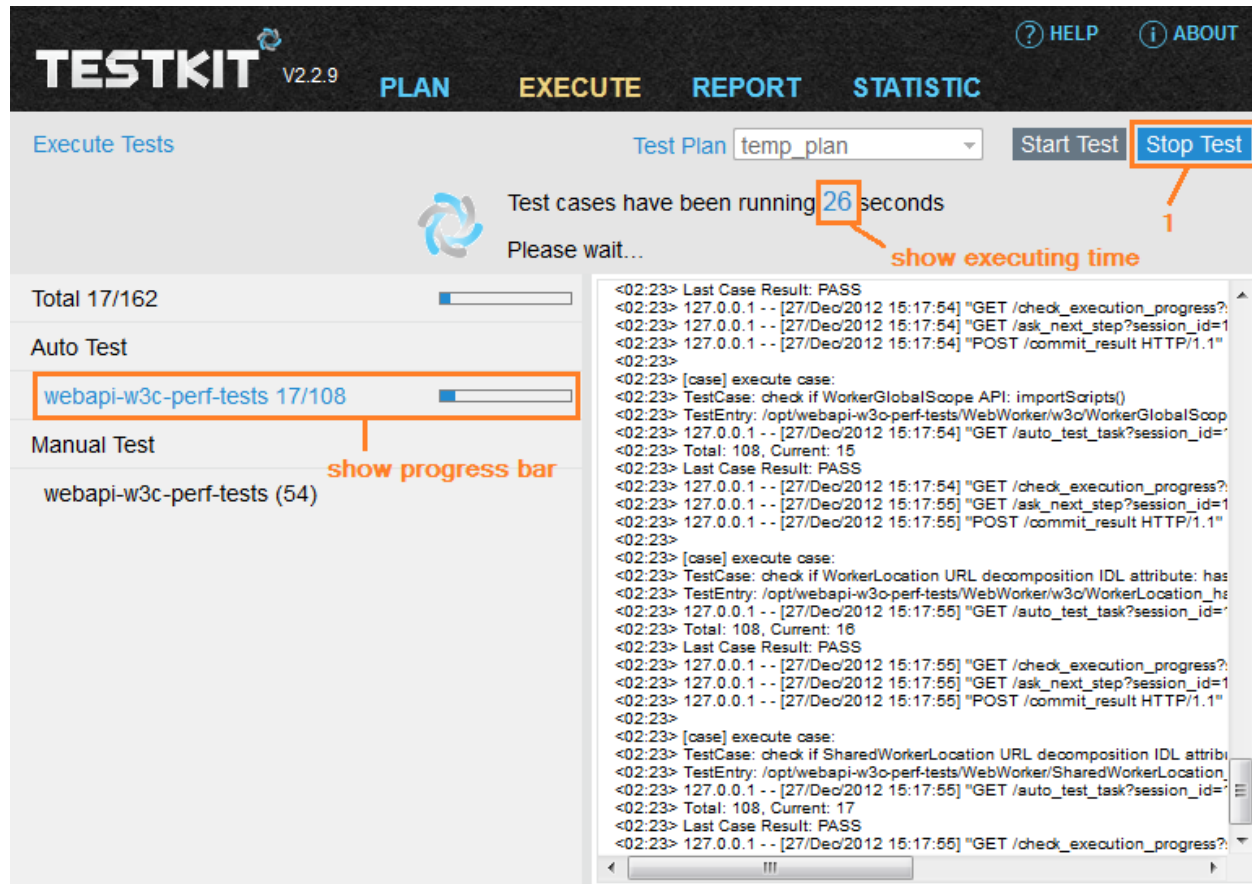 HELP ABOUT
TESTKIT V2.2.9 PLAN EXECUTE REPORT STATISTIC
Execute Tests Test Plan temp_plan Start Test Stop Test
Test cases have been running 26 seconds
1
Please wait...
show executing time
Total 17/162
Auto Test
webapi-w3c-perf-tests 17/108
Manual Test
show progress bar
webapi-w3c-perf-tests (54)
<02:23> Last Case Result: PASS
<02:23> 127.0.0.1 - - [27/Dec/2012 15:17:54] "GET /check_execution_progress?
<02:23> 127.0.0.1 - - [27/Dec/2012 15:17:54] "GET /ask_next_step?session_id=1
<02:23> 127.0.0.1 - - [27/Dec/2012 15:17:54] "POST /commit_result HTTP/1.1"
<02:23>
<02:23> [case] execute case:
<02:23> TestCase: check if WorkerGlobalScope API: importScripts()
<02:23> TestEntry: /opt/webapi-w3c-perf-tests/WebWorker/w3c/WorkerGlobalScop
<02:23> 127.0.0.1 - - [27/Dec/2012 15:17:54] "GET /auto_test_task?session_id=
<02:23> Total: 108, Current: 15
<02:23> Last Case Result: PASS
<02:23> 127.0.0.1 - - [27/Dec/2012 15:17:54] "GET /check_execution_progress?
<02:23> 127.0.0.1 - - [27/Dec/2012 15:17:55] "GET /ask_next_step?session_id=1
<02:23> 127.0.0.1 - - [27/Dec/2012 15:17:55] "POST /commit_result HTTP/1.1"
<02:23>
<02:23> [case] execute case:
<02:23> TestCase: check if WorkerLocation URL decomposition IDL attribute: has
<02:23> TestEntry: /opt/webapi-w3c-perf-tests/WebWorker/w3c/WorkerLocation_ha
<02:23> 127.0.0.1 - - [27/Dec/2012 15:17:55] "GET /auto_test_task?session_id=
<02:23> Total: 108, Current: 16
<02:23> Last Case Result: PASS
<02:23> 127.0.0.1 - - [27/Dec/2012 15:17:55] "GET /check_execution_progress?
<02:23> 127.0.0.1 - - [27/Dec/2012 15:17:55] "GET /ask_next_step?session_id=1
<02:23> 127.0.0.1 - - [27/Dec/2012 15:17:55] "POST /commit_result HTTP/1.1"
<02:23>
<02:23> [case] execute case:
<02:23> TestCase: check if SharedWorkerLocation URL decomposition IDL attrib
<02:23> TestEntry: /opt/webapi-w3c-perf-tests/WebWorker/SharedWorkerLocation_
<02:23> 127.0.0.1 - - [27/Dec/2012 15:17:55] "GET /auto_test_task?session_id=
<02:23> Total: 108, Current: 17
<02:23> Last Case Result: PASS
<02:23> 127.0.0.1 - - [27/Dec/2012 15:17:55] "GET /check_execution_progress?